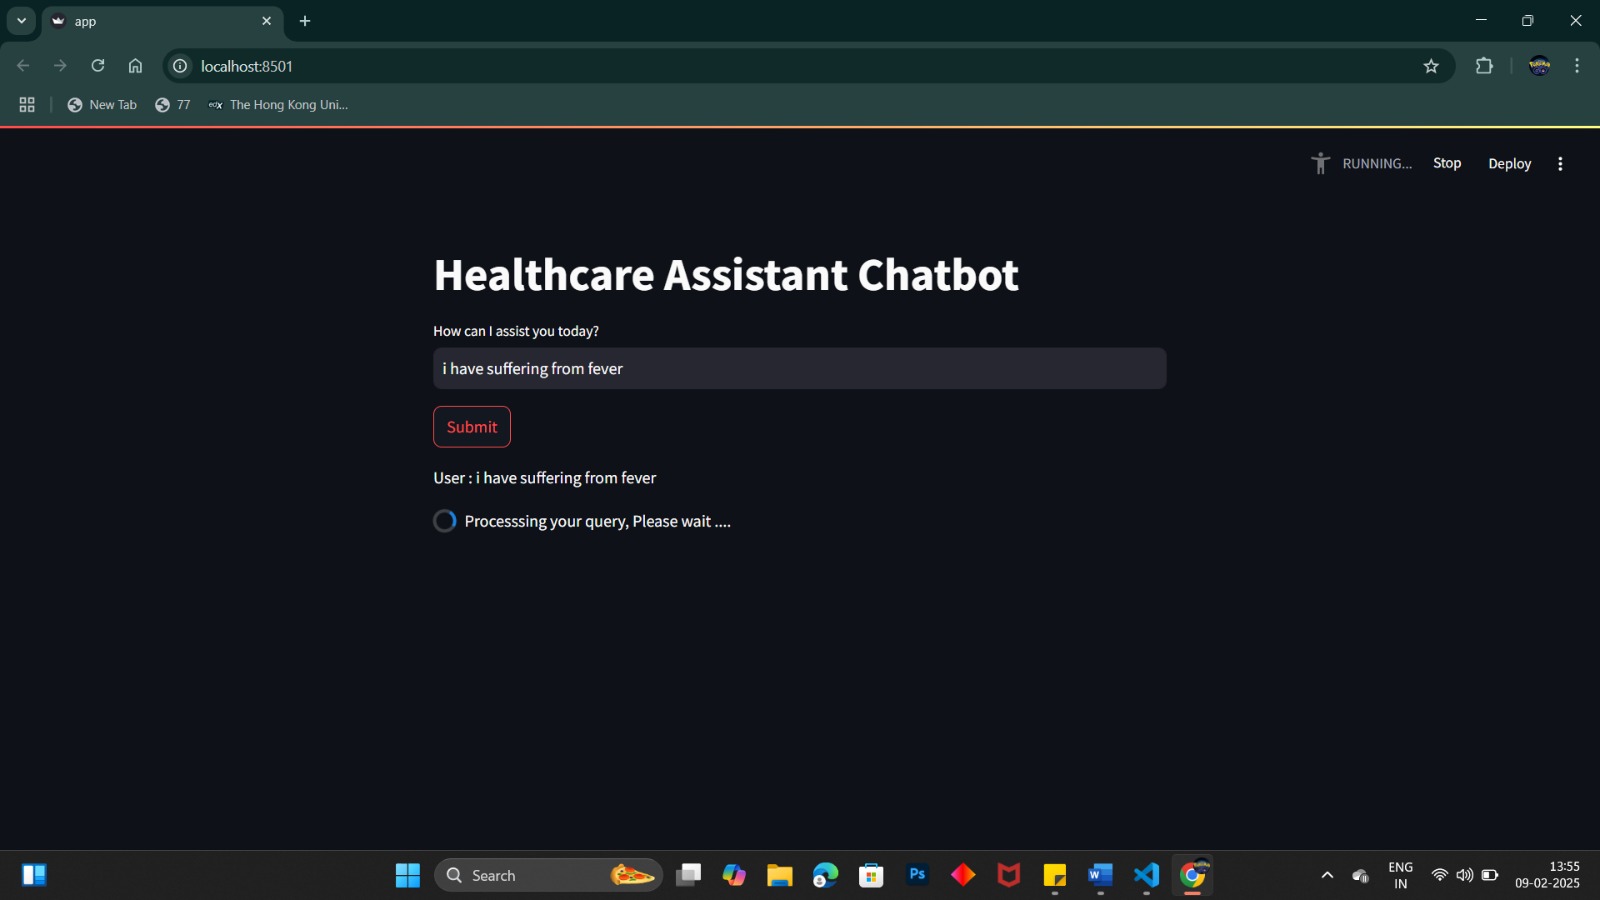 app
localhost:8501
New Tab
77
edX The Hong Kong Uni...
RUNNING...
Stop
Deploy
Healthcare Assistant Chatbot
How can I assist you today?
i have suffering from fever
Submit
User : i have suffering from fever
Processsing your query, Please wait ....
Search
Ps
W
ENG
IN
13:55
09-02-2025